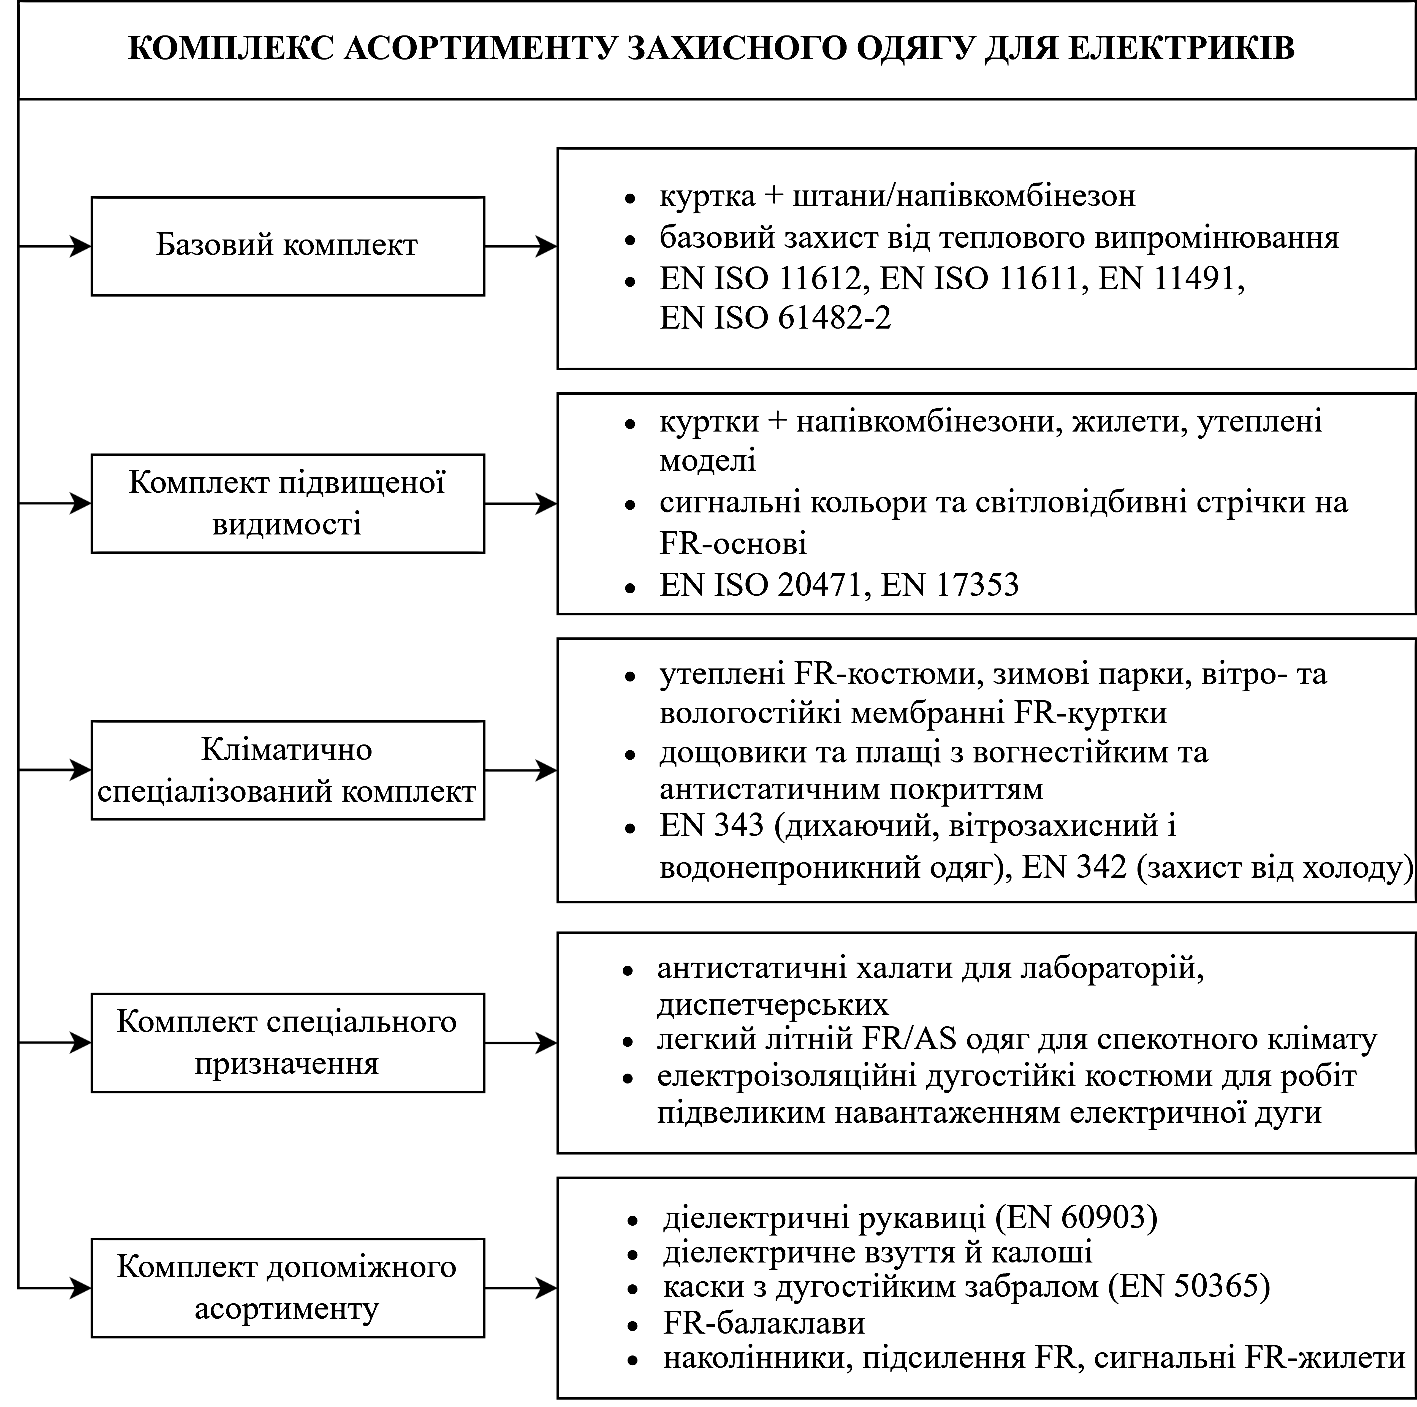 КОМПЛЕКС АСОРТИМЕНТУ ЗАХИСНОГО ОДЯГУ ДЛЯ ЕЛЕКТРИКІВ
Базовий комплект
• куртка + штани/напівкомбінезон
• базовий захист від теплового випромінювання
• EN ISO 11612, EN ISO 11611, EN 11491,
EN ISO 61482-2
Комплект підвищеної
видимості
• куртки + напівкомбінезони, жилети, утеплені
моделі
• сигнальні кольори та світловідбивні стрічки на
FR-основі
• EN ISO 20471, EN 17353
Кліматично
спеціалізований комплект
• утеплені FR-костюми, зимові парки, вітро- та
вологостійкі мембранні FR-куртки
• дощовики та плащі з вогнестійким та
антистатичним покриттям
• EN 343 (дихаючий, вітрозахисний і
водонепроникний одяг), EN 342 (захист від холоду)
Комплект спеціального
призначення
• антистатичні халати для лабораторій,
диспетчерських
• легкий літній FR/AS одяг для спекотного клімату
• електроізоляційні дугостійкі костюми для робіт
підвеликим навантаженням електричної дуги
Комплект допоміжного
асортименту
• діелектричні рукавиці (EN 60903)
• діелектричне взуття й калоші
• каски з дугостійким забралом (EN 50365)
• FR-балаклави
• наколінники, підсилення FR, сигнальні FR-жилети